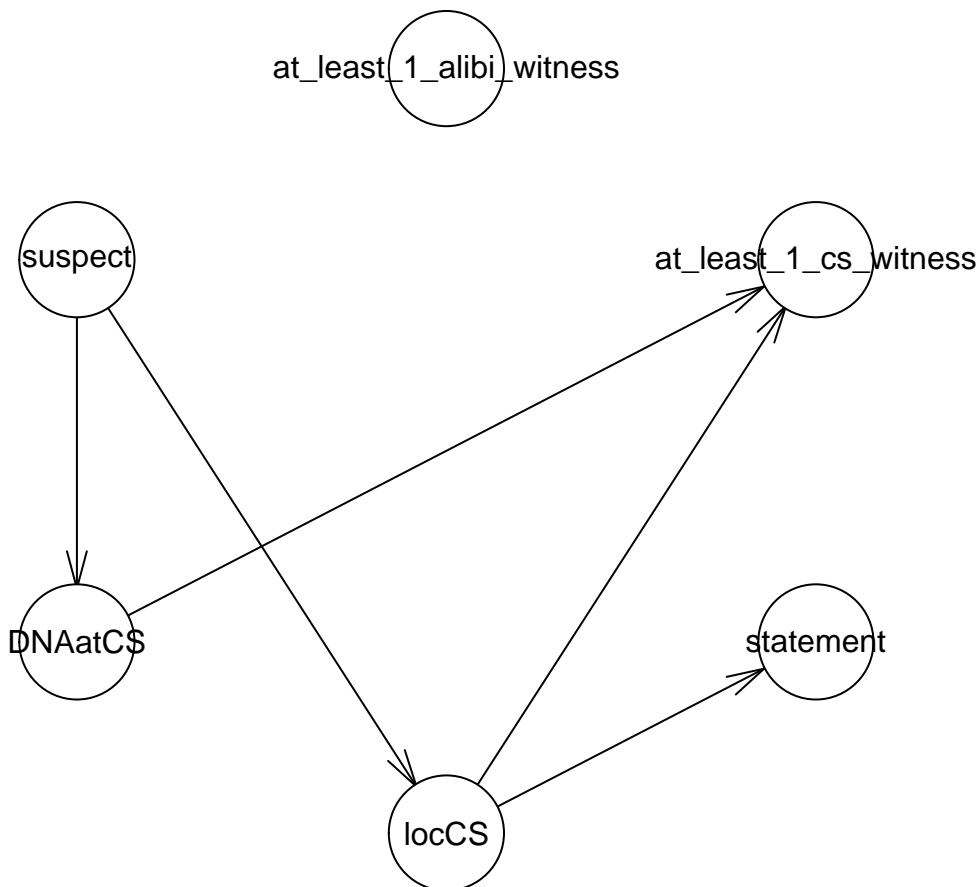 at_least_1_alibi_witness
suspect
at_least_1_cs_witness
DNAatCS
statement
locCS